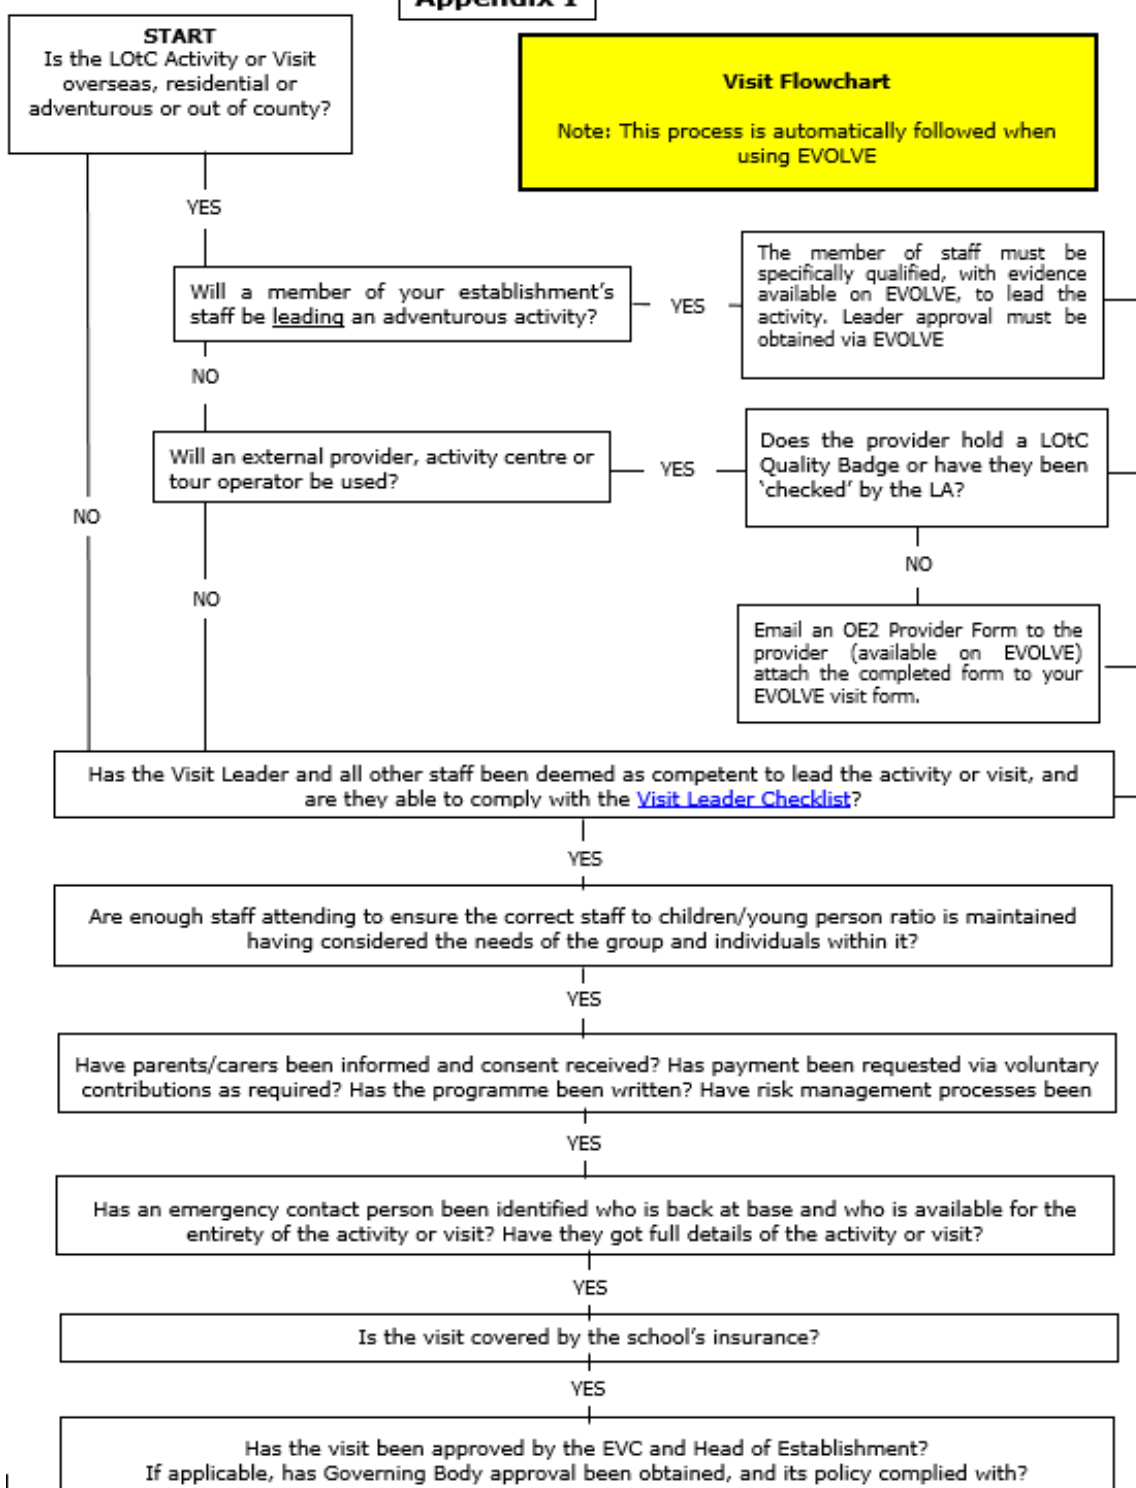 Appendix 1
START
Is the LOtC Activity or Visit
overseas, residential or
adventurous or out of county?
Visit Flowchart
Note: This process is automatically followed when
using EVOLVE
YES
Will a member of your establishment's
staff be leading an adventurous activity?
YES
The member of staff must be
specifically qualified, with evidence
available on EVOLVE, to lead the
activity. Leader approval must be
obtained via EVOLVE
NO
Will an external provider, activity centre or
tour operator be used?
YES
Does the provider hold a LOtC
Quality Badge or have they been
‘checked’ by the LA?
NO
NO
NO
Email an OE2 Provider Form to the
provider (available on EVOLVE)
attach the completed form to your
EVOLVE visit form.
Has the Visit Leader and all other staff been deemed as competent to lead the activity or visit, and
are they able to comply with the Visit Leader Checklist?
YES
Are enough staff attending to ensure the correct staff to children/young person ratio is maintained
having considered the needs of the group and individuals within it?
YES
Have parents/carers been informed and consent received? Has payment been requested via voluntary
contributions as required? Has the programme been written? Have risk management processes been
YES
Has an emergency contact person been identified who is back at base and who is available for the
entirety of the activity or visit? Have they got full details of the activity or visit?
YES
Is the visit covered by the school's insurance?
YES
Has the visit been approved by the EVC and Head of Establishment?
If applicable, has Governing Body approval been obtained, and its policy complied with?